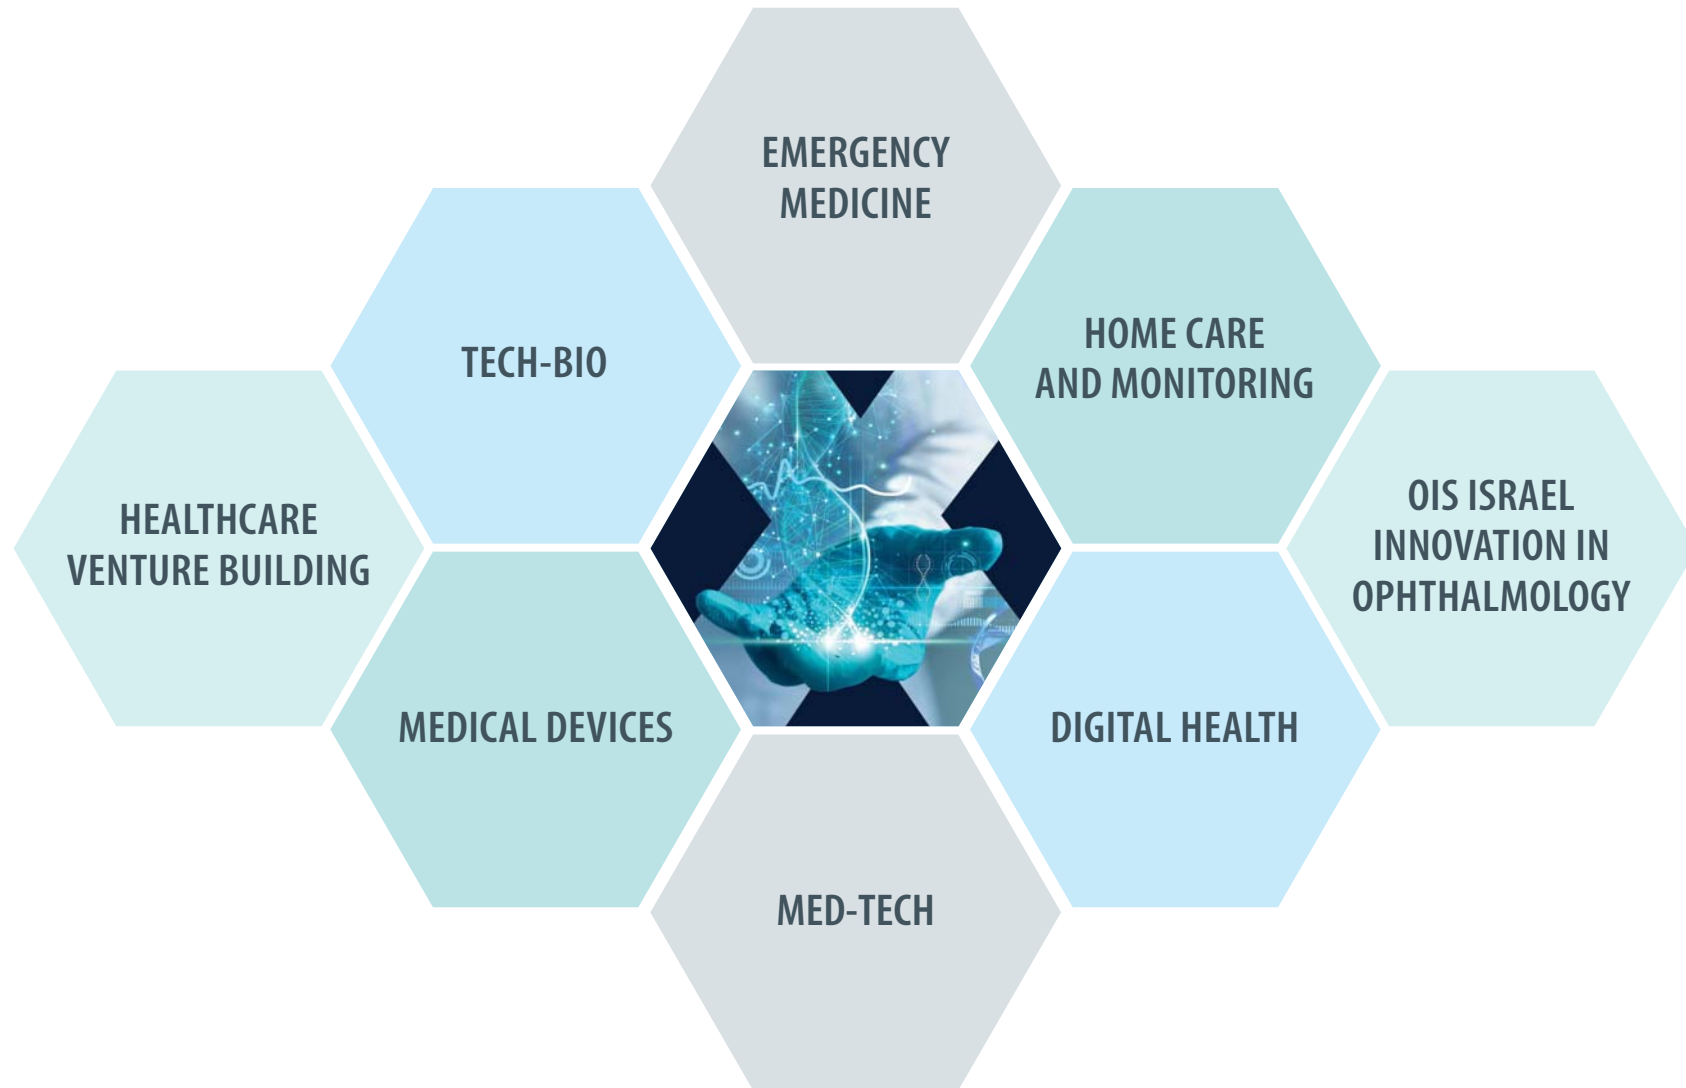 EMERGENCY
MEDICINE
TECH-BIO
HOME CARE
AND MONITORING
HEALTHCARE
VENTURE BUILDING
OIS ISRAEL
INNOVATION IN
OPHTHALMOLOGY
MEDICAL DEVICES
DIGITAL HEALTH
MED-TECH